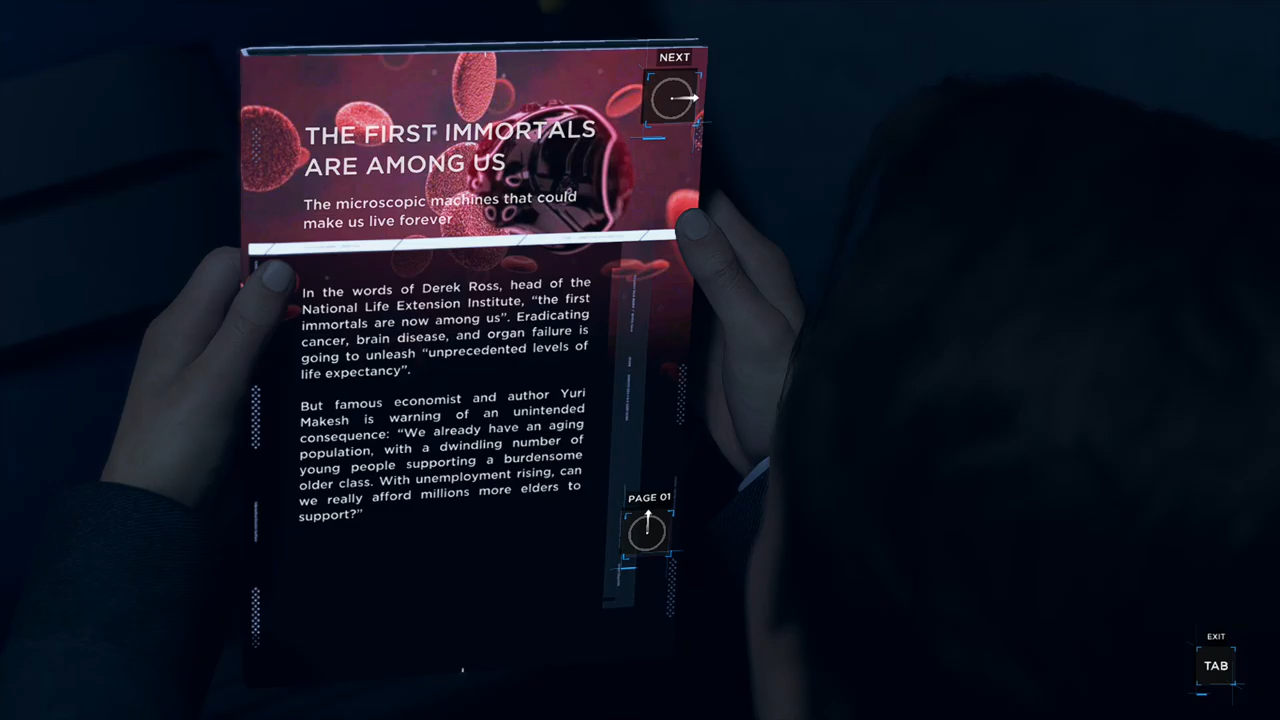 NEXT
THE FIRST IMMORTALS
ARE AMONG US
The microscopic machines that could
make us live forever
In the words of Derek Ross, head of the
National Life Extension Institute, “the first
immortals are now among us”. Eradicating
cancer, brain disease, and organ failure is
going to unleash “unprecedented levels of
life expectancy”.
But famous economist and author Yuri
Makesh is warning of an unintended
consequence: “We already have an aging
population, with a dwindling number of
young people supporting a burdensome
older class. With unemployment rising, can
we really afford millions more elders to
support?”
PAGE 01
EXIT
TAB